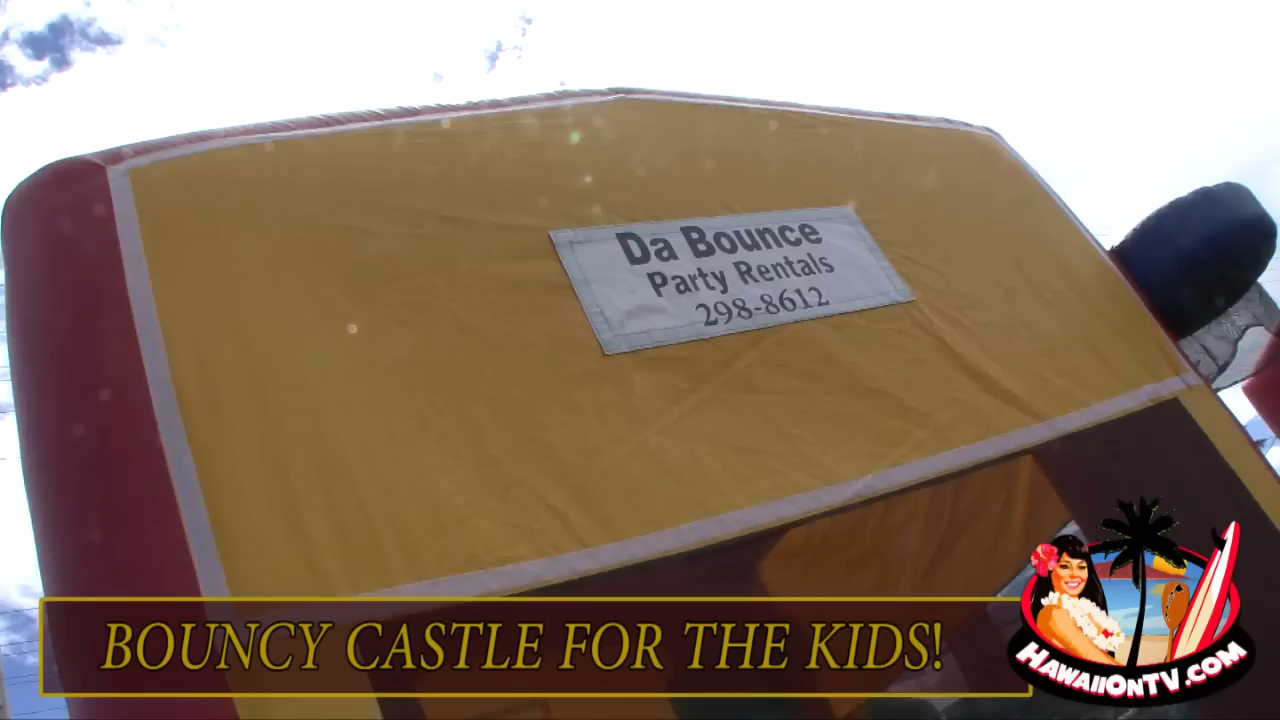 Da Bounce
Party Rentals
298-8612
BOUNCY CASTLE FOR THE KIDS!
HAWAIIONTV.COM